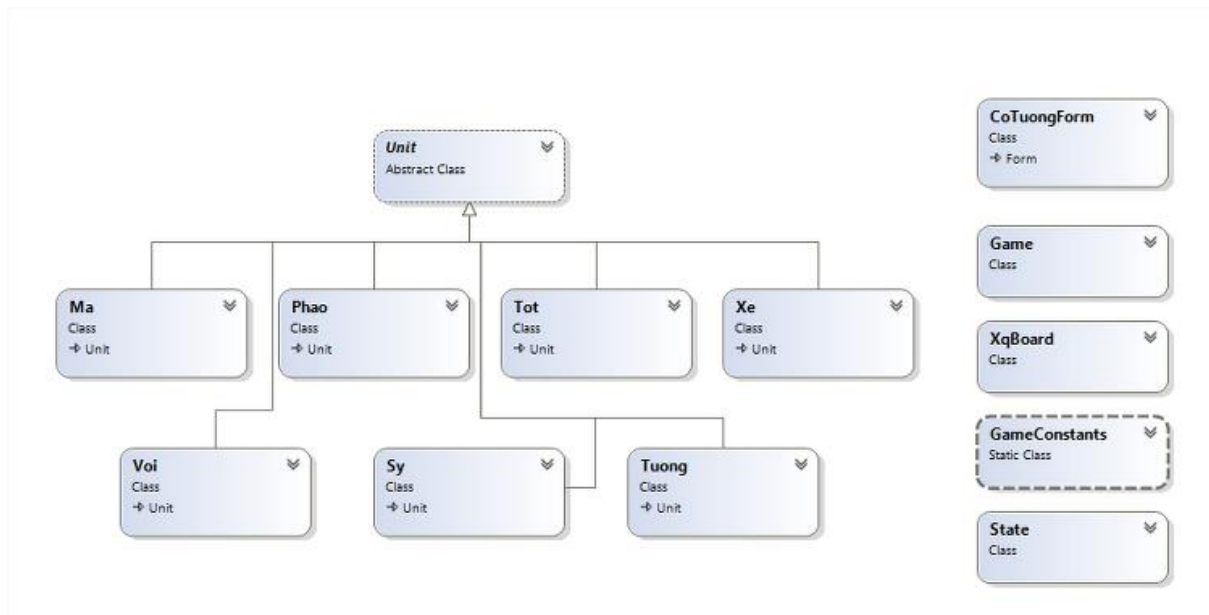 Unit
Abstract Class
Ma
Class
Unit
Phao
Class
Unit
Tot
Class
Unit
Xe
Class
Unit
Voi
Class
Unit
Sy
Class
Unit
Tuong
Class
Unit
CoTuongForm
Class
Form
Game
Class
XqBoard
Class
GameConstants
Static Class
State
Class